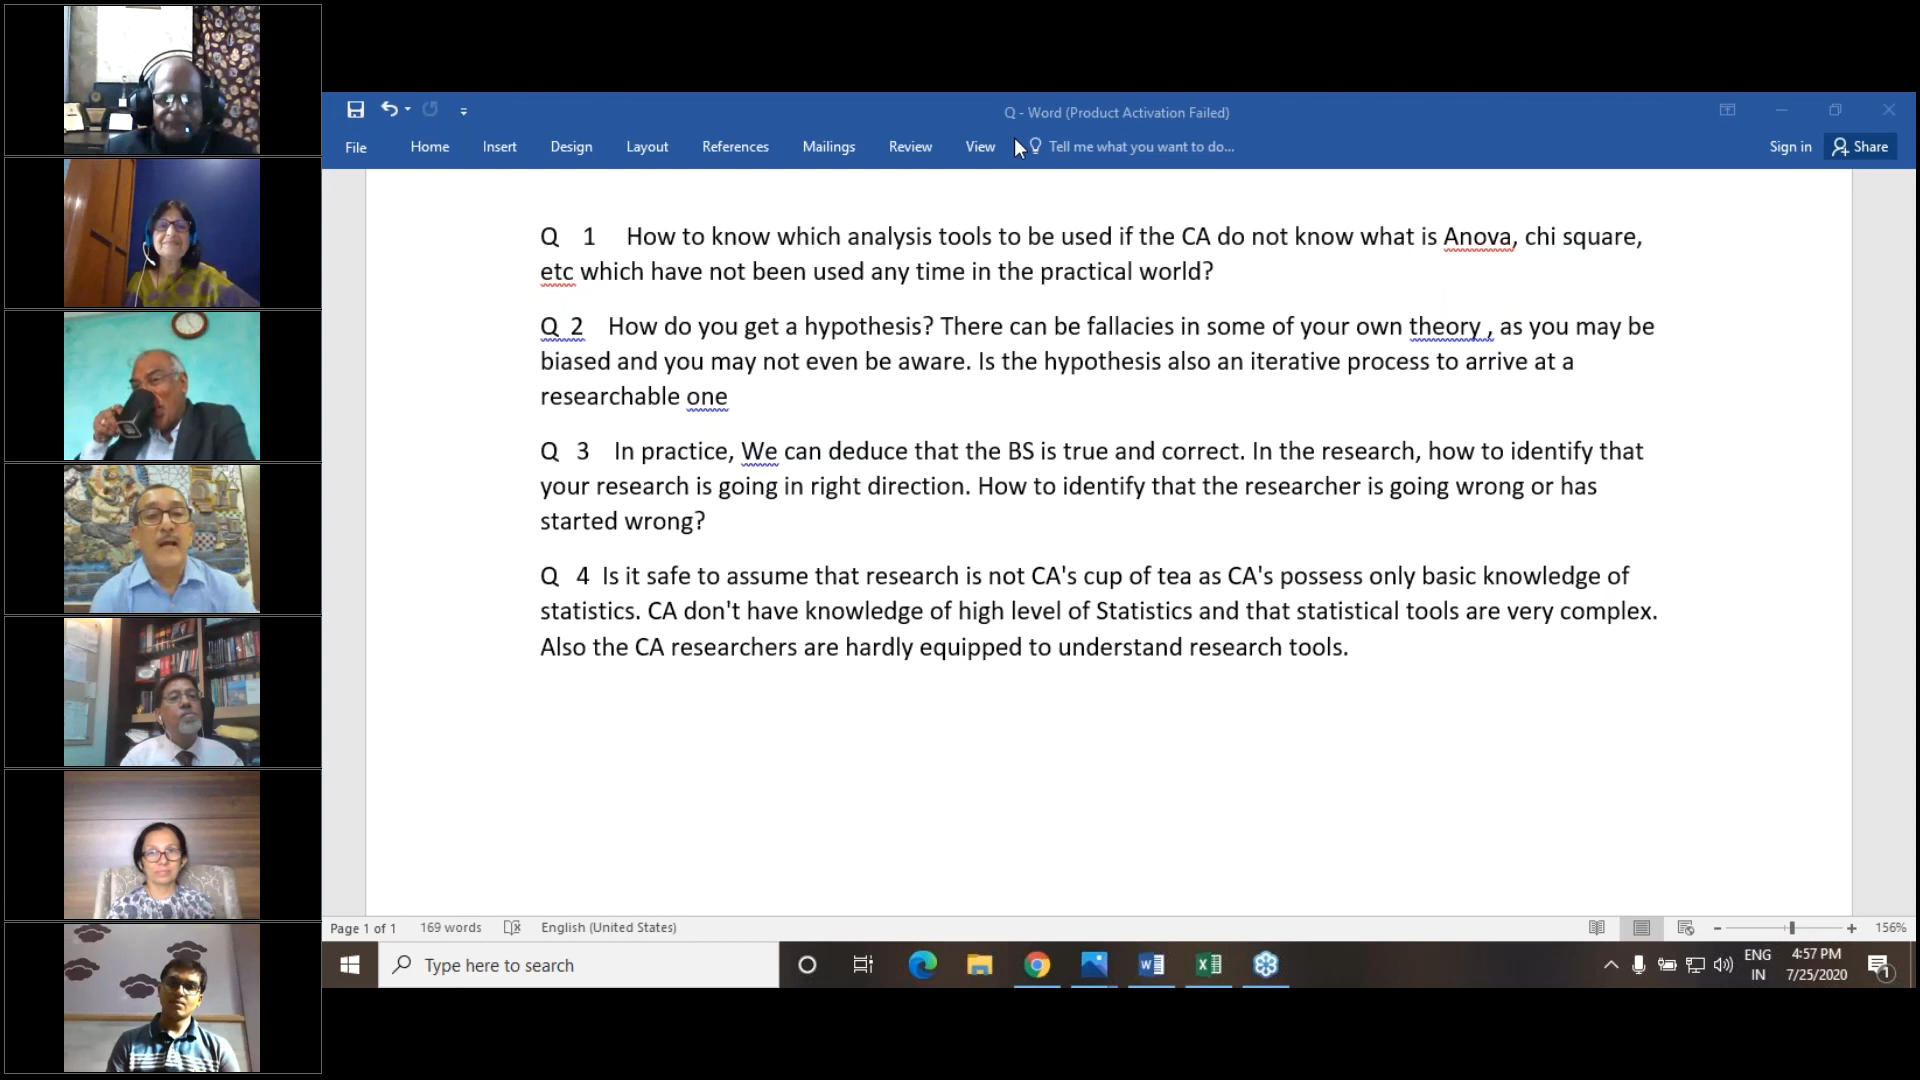 Q - Word (Product Activation Failed)
File Home Insert Design Layout References Mailings Review View Tell me what you want to do... Sign in Share
Q 1 How to know which analysis tools to be used if the CA do not know what is Anova, chi square,
etc which have not been used any time in the practical world?
Q 2 How do you get a hypothesis? There can be fallacies in some of your own theory , as you may be
biased and you may not even be aware. Is the hypothesis also an iterative process to arrive at a
researchable one
Q 3 In practice, We can deduce that the BS is true and correct. In the research, how to identify that
your research is going in right direction. How to identify that the researcher is going wrong or has
started wrong?
Q 4 Is it safe to assume that research is not CA's cup of tea as CA's possess only basic knowledge of
statistics. CA don't have knowledge of high level of Statistics and that statistical tools are very complex.
Also the CA researchers are hardly equipped to understand research tools.
Page 1 of 1 169 words English (United States) 156%
Type here to search
ENG 4:57 PM
IN 7/25/2020 1